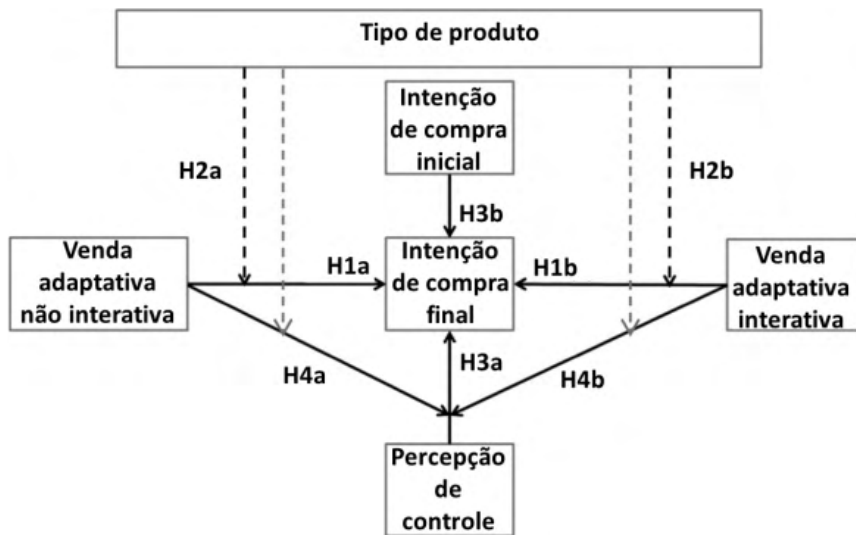 Tipo de produto
Intenção
de compra
inicial
H2a
H2b
H3b
Venda
adaptativa
não interativa
H1a
Intenção
de compra
final
H1b
Venda
adaptativa
interativa
H4a
H3a
H4b
Percepção
de
controle